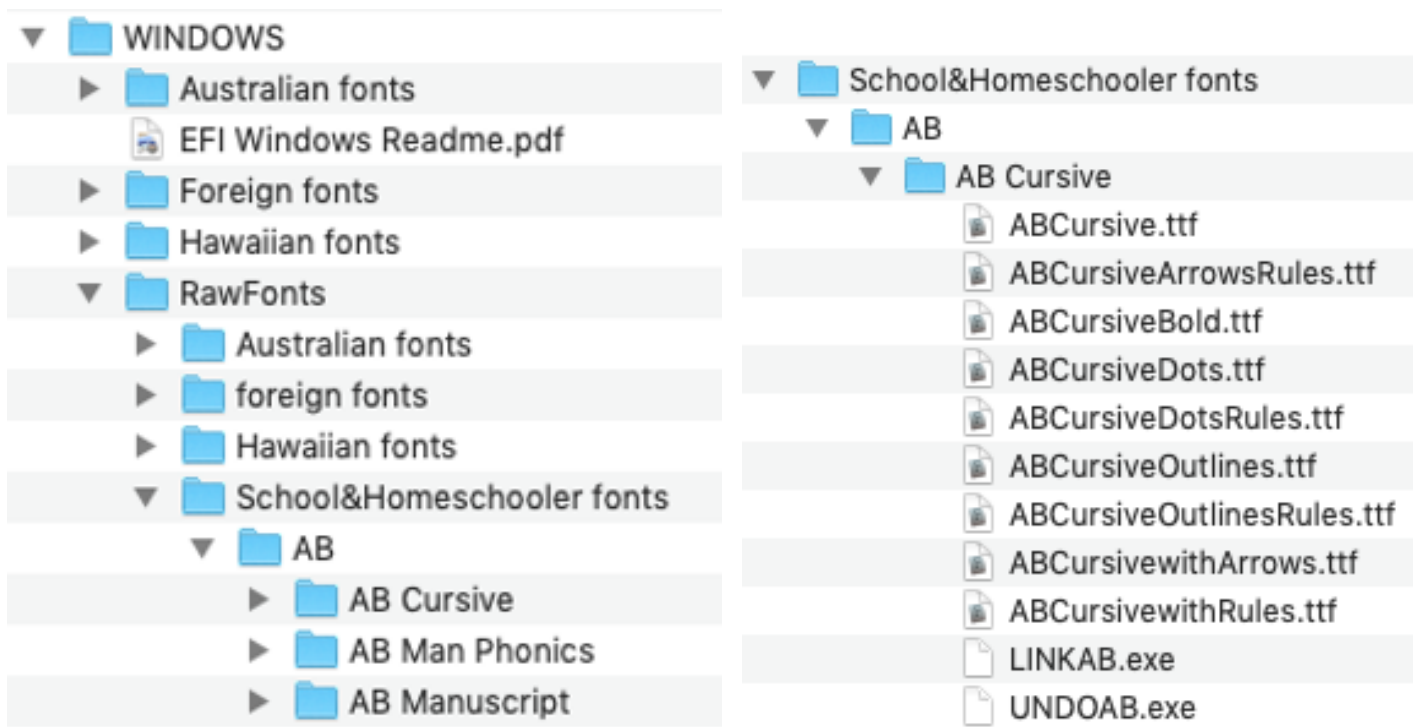 WINDOWS
Australian fonts
EFI Windows Readme.pdf
Foreign fonts
Hawaiian fonts
RawFonts
Australian fonts
foreign fonts
Hawaiian fonts
School&Homeschooler fonts
AB
AB Cursive
AB Man Phonics
AB Manuscript
School&Homeschooler fonts
AB
AB Cursive
ABCursive.ttf
ABCursiveArrowsRules.ttf
ABCursiveBold.ttf
ABCursiveDots.ttf
ABCursiveDotsRules.ttf
ABCursiveOutlines.ttf
ABCursiveOutlinesRules.ttf
ABCursivewithArrows.ttf
ABCursivewithRules.ttf
LINKAB.exe
UNDOAB.exe